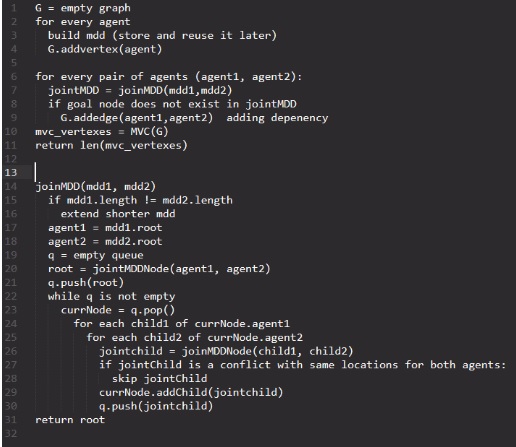 1 G = empty graph
2 for every agent
3 build mdd (store and reuse it later)
4 G.addvertex(agent)
5
6 for every pair of agents (agent1, agent2):
7 jointMDD = joinMDD(mdd1,mdd2)
8 if goal node does not exist in jointMDD
9 G.addedge(agent1,agent2) adding depenency
10 mvc_vertexes = MVC(G)
11 return len(mvc_vertexes)
12
13
14 joinMDD(mdd1, mdd2)
15 if mdd1.length != mdd2.length
16 extend shorter mdd
17 agent1 = mdd1.root
18 agent2 = mdd2.root
19 q = empty queue
20 root = jointMDDNode(agent1, agent2)
21 q.push(root)
22 while q is not empty
23 currNode = q.pop()
24 for each child1 of currNode.agent1
25 for each child2 of currNode.agent2
26 jointchild = joinMDDNode(child1, child2)
27 if jointChild is a conflict with same locations for both agents:
28 skip jointChild
29 currNode.addChild(jointchild)
30 q.push(jointchild)
31 return root
32